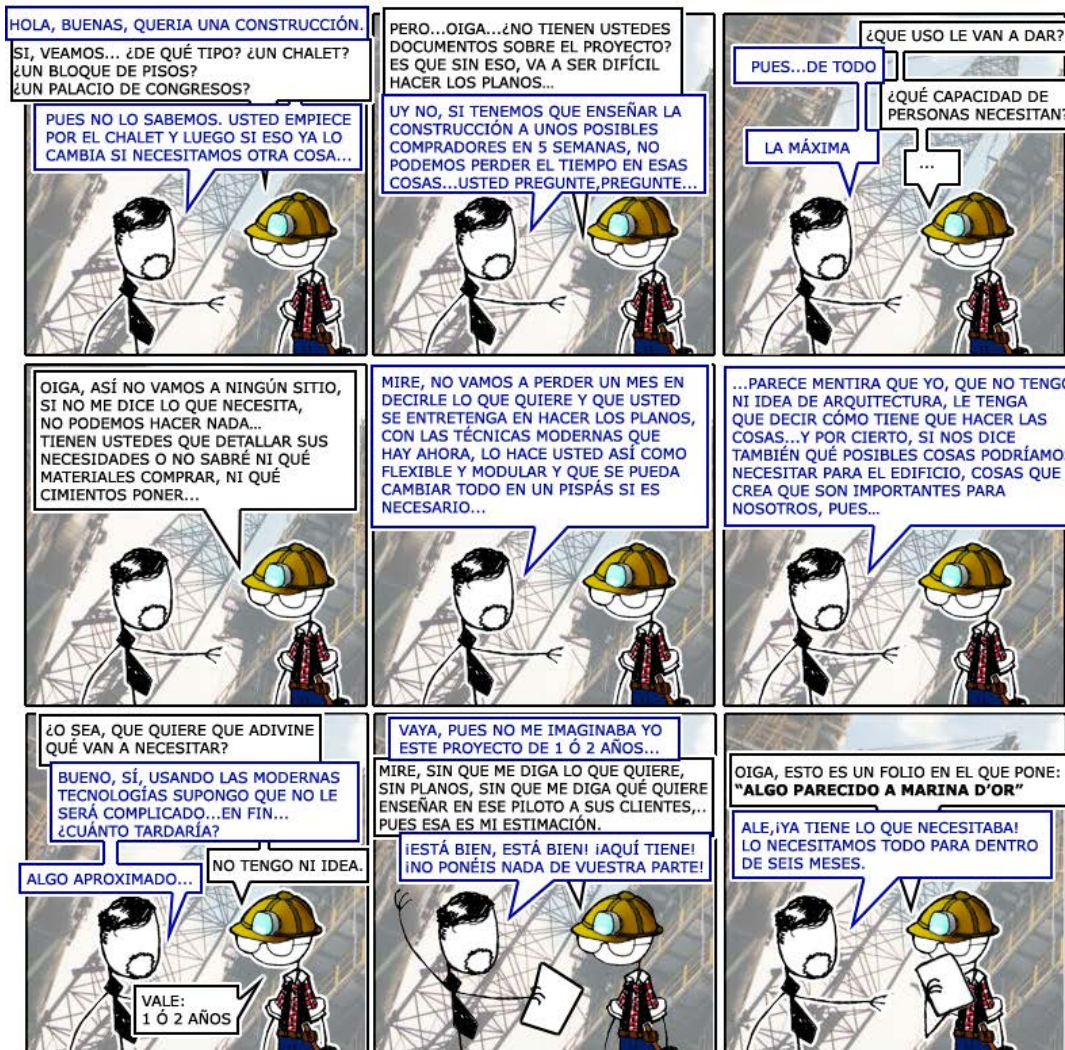 HOLA, BUENAS, QUERIA UNA CONSTRUCCIÓN.
SI, VEAMOS... ¿DE QUÉ TIPO? ¿UN CHALET?
¿UN BLOQUE DE PISOS?
¿UN PALACIO DE CONGRESOS?
PUES NO LO SABEMOS. USTED EMPIECE
POR EL CHALET Y LUEGO SI ESO YA LO
CAMBIA SI NECESITAMOS OTRA COSA...
PERO...OIGA...¿NO TIENEN USTEDES
DOCUMENTOS SOBRE EL PROYECTO?
ES QUE SIN ESO, VA A SER DIFÍCIL
HACER LOS PLANOS...
UY NO, SI TENEMOS QUE ENSEÑAR LA
CONSTRUCCIÓN A UNOS POSIBLES
COMPRADORES EN 5 SEMANAS, NO
PODEMOS PERDER EL TIEMPO EN ESAS
COSAS...USTED PREGUNTE,PREGUNTE...
¿QUE USO LE VAN A DAR?
PUES...DE TODO
¿QUÉ CAPACIDAD DE
PERSONAS NECESITAN?
LA MÁXIMA
...
OIGA, ASÍ NO VAMOS A NINGÚN SITIO,
SI NO ME DICE LO QUE NECESITA,
NO PODEMOS HACER NADA...
TIENEN USTEDES QUE DETALLAR SUS
NECESIDADES O NO SABRÉ NI QUÉ
MATERIALES COMPRAR, NI QUÉ
CIMIENTOS PONER...
MIRE, NO VAMOS A PERDER UN MES EN
DECIRLE LO QUE QUIERE Y QUE USTED
SE ENTRETENGA EN HACER LOS PLANOS,
CON LAS TÉCNICAS MODERNAS QUE
HAY AHORA, LO HACE USTED ASÍ COMO
FLEXIBLE Y MODULAR Y QUE SE PUEDA
CAMBIAR TODO EN UN PISPÁS SI ES
NECESARIO...
...PARECE MENTIRA QUE YO, QUE NO TENGO
NI IDEA DE ARQUITECTURA, LE TENGA
QUE DECIR CÓMO TIENE QUE HACER LAS
COSAS...Y POR CIERTO, SI NOS DICE
TAMBIÉN QUÉ POSIBLES COSAS PODRÍAMOS
NECESITAR PARA EL EDIFICIO, COSAS QUE
CREA QUE SON IMPORTANTES PARA
NOSOTROS, PUES...
¿O SEA, QUE QUIERE QUE ADIVINE
QUÉ VAN A NECESITAR?
BUENO, SÍ, USANDO LAS MODERNAS
TECNOLOGÍAS SUPONGO QUE NO LE
SERÁ COMPLICADO...EN FIN...
¿CUÁNTO TARDARÍA?
NO TENGO NI IDEA.
ALGO APROXIMADO...
VALE:
1 Ó 2 AÑOS
VAYA, PUES NO ME IMAGINABA YO
ESTE PROYECTO DE 1 Ó 2 AÑOS...
MIRE, SIN QUE ME DIGA LO QUE QUIERE,
SIN PLANOS, SIN QUE ME DIGA QUÉ QUIERE
ENSEÑAR EN ESE PILOTO A SUS CLIENTES,..
PUES ESA ES MI ESTIMACIÓN.
¡ESTÁ BIEN, ESTÁ BIEN! ¡AQUÍ TIENE!
¡NO PONÉIS NADA DE VUESTRA PARTE!
OIGA, ESTO ES UN FOLIO EN EL QUE PONE:
"ALGO PARECIDO A MARINA D'OR"
ALE,¡YA TIENE LO QUE NECESITABA!
LO NECESITAMOS TODO PARA DENTRO
DE SEIS MESES.